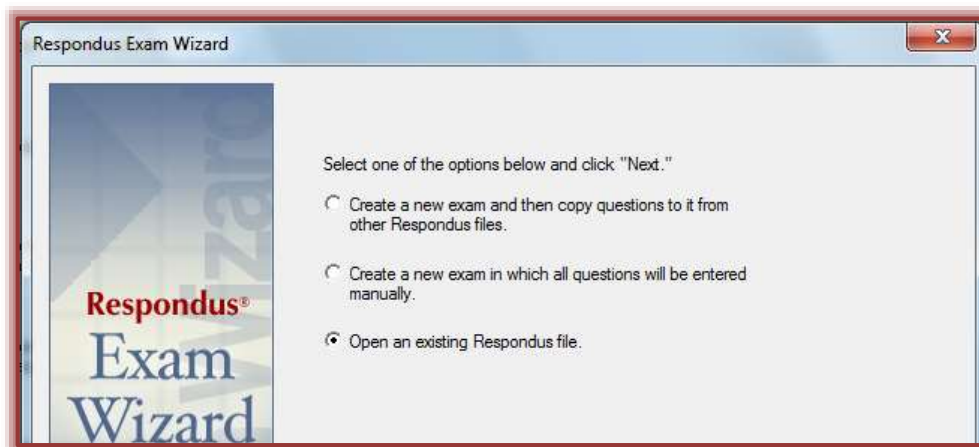 Respondus Exam Wizard
Select one of the options below and click "Next."
Create a new exam and then copy questions to it from
other Respondus files.
Create a new exam in which all questions will be entered
manually.
Open an existing Respondus file.
Wizard
Respondus®
Exam
Wizard